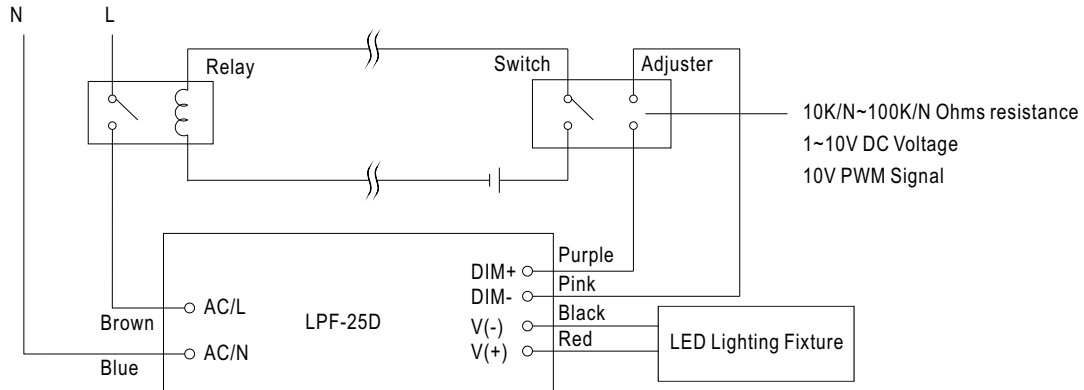 N L
Relay
Switch
Adjuster
10K/N~100K/N Ohms resistance
1~10V DC Voltage
10V PWM Signal
Purple
DIM+
Pink
DIM-
Black
V(-)
Red
V(+)
AC/L
Brown
AC/N
Blue
LPF-25D
LED Lighting Fixture